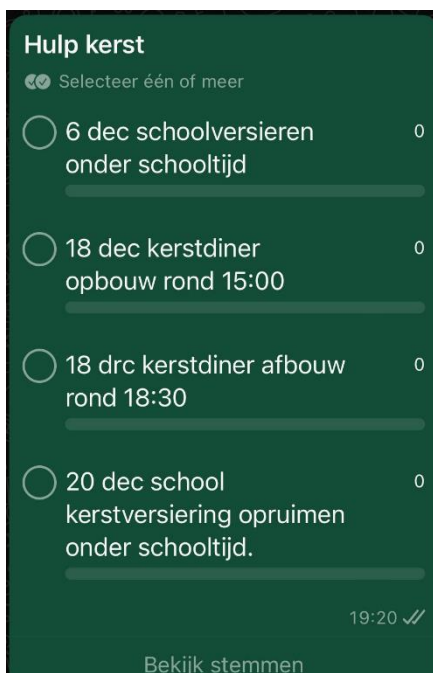 Hulp kerst
Selecteer één of meer
6 dec schoolversieren 0
onder schooltijd
18 dec kerstdiner 0
opbouw rond 15:00
18 drc kerstdiner afbouw 0
rond 18:30
20 dec school 0
kerstversiering opruimen
onder schooltijd.
19:20
Bekijk stemmen